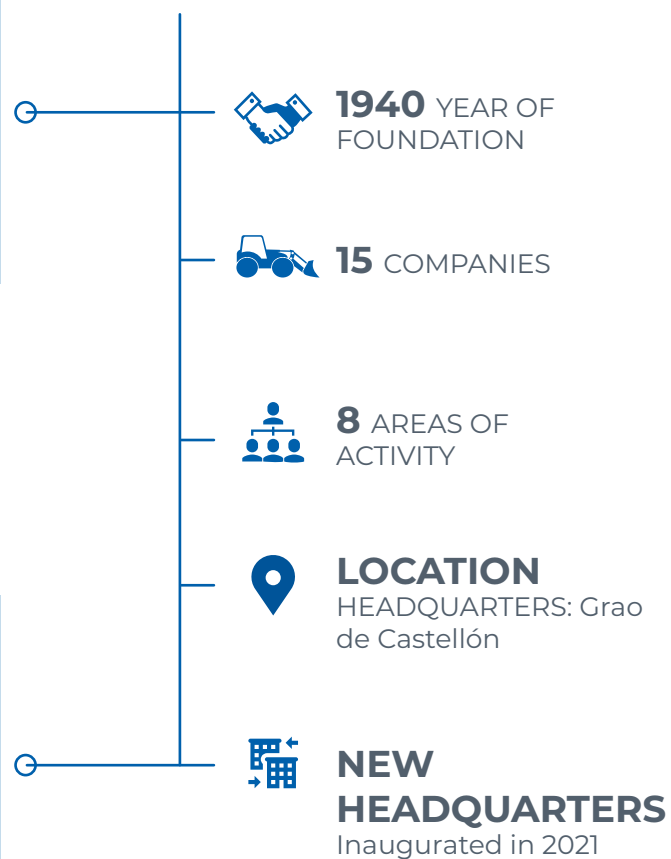 1940 YEAR OF
FOUNDATION
15 COMPANIES
8 AREAS OF
ACTIVITY
LOCATION
HEADQUARTERS: Grao
de Castellón
NEW
HEADQUARTERS
Inaugurated in 2021